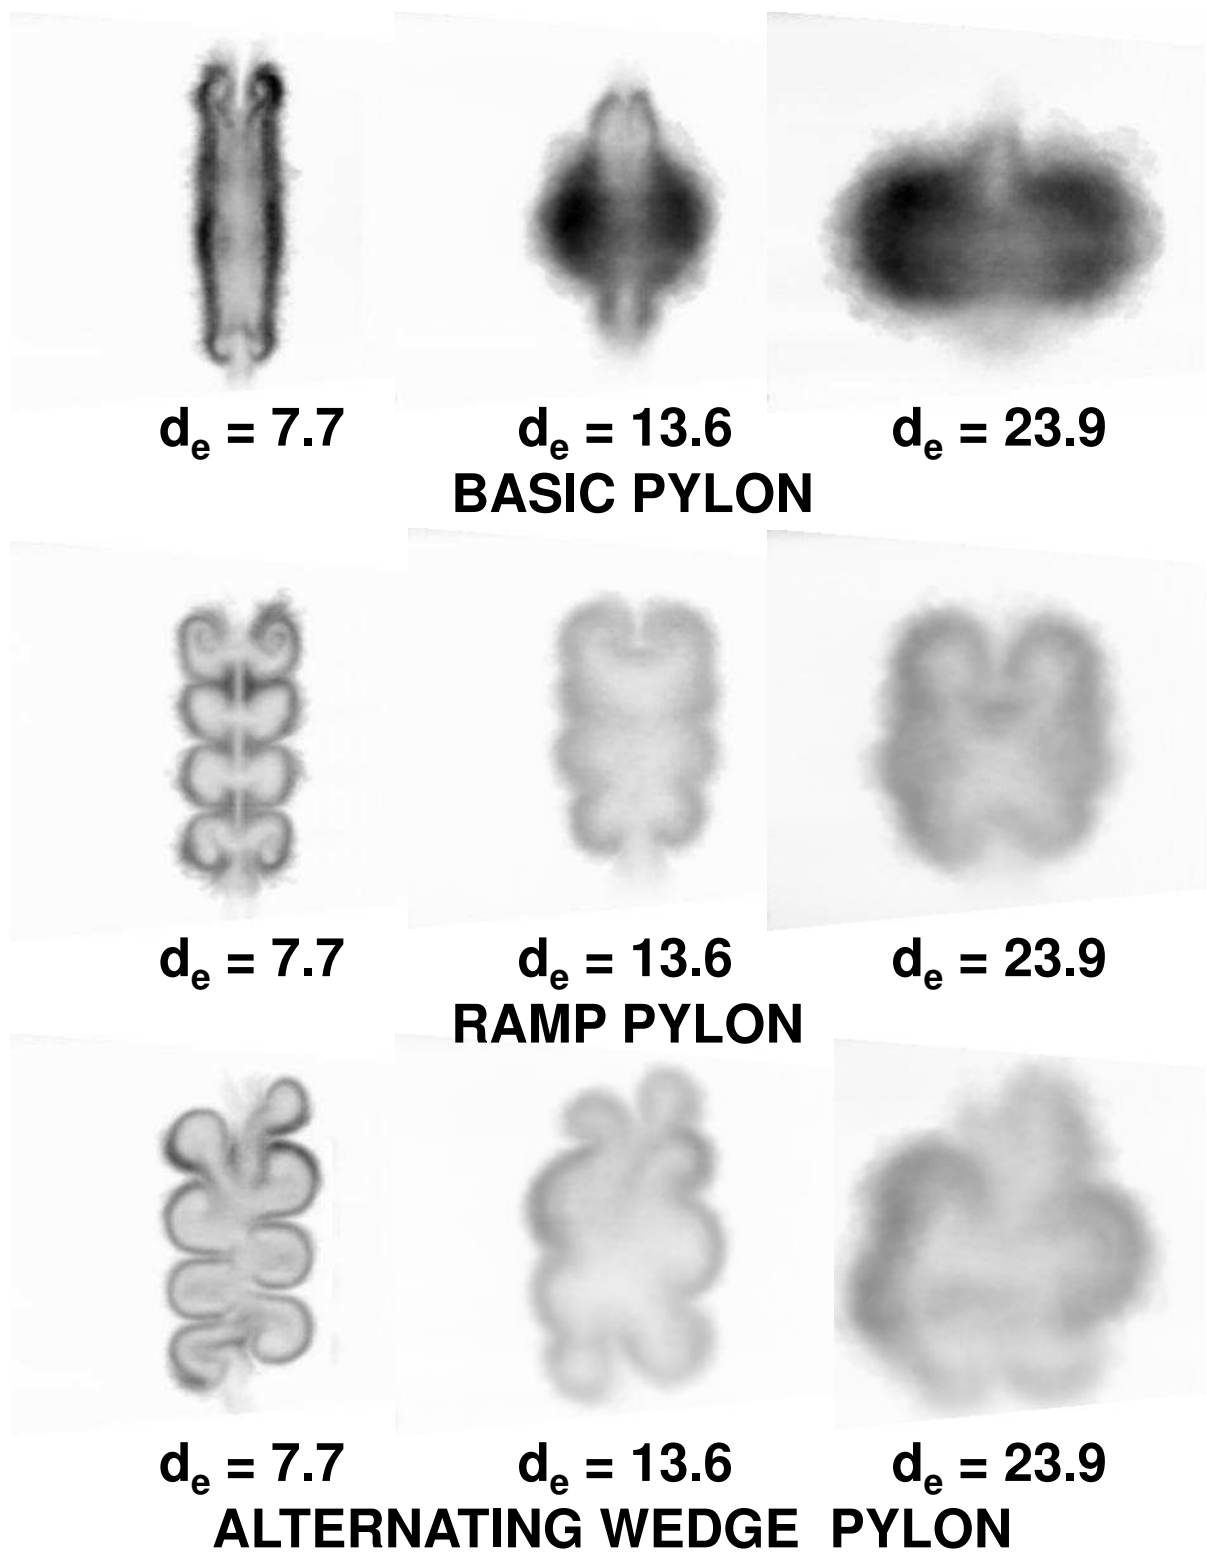 de = 7.7 de = 13.6 de = 23.9
BASIC PYLON
de = 7.7 de = 13.6 de = 23.9
RAMP PYLON
de = 7.7 de = 13.6 de = 23.9
ALTERNATING WEDGE PYLON